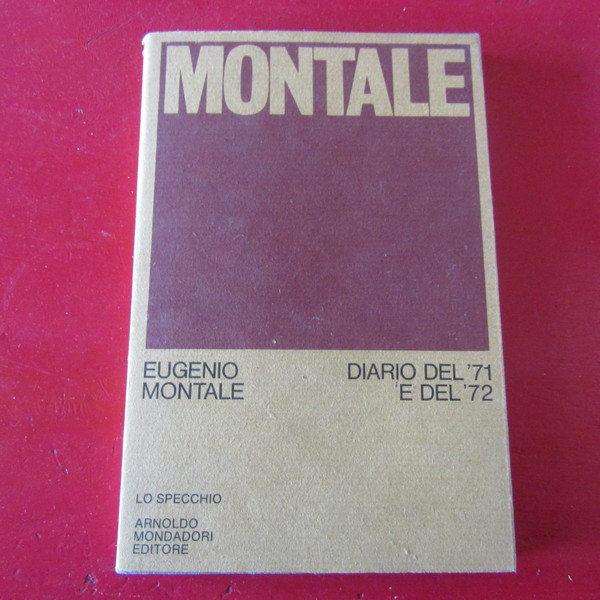 MONTALE
EUGENIO
MONTALE
DIARIO DEL '71
E DEL '72
LO SPECCHIO
ARNOLDO
MONDADORI
EDITORE